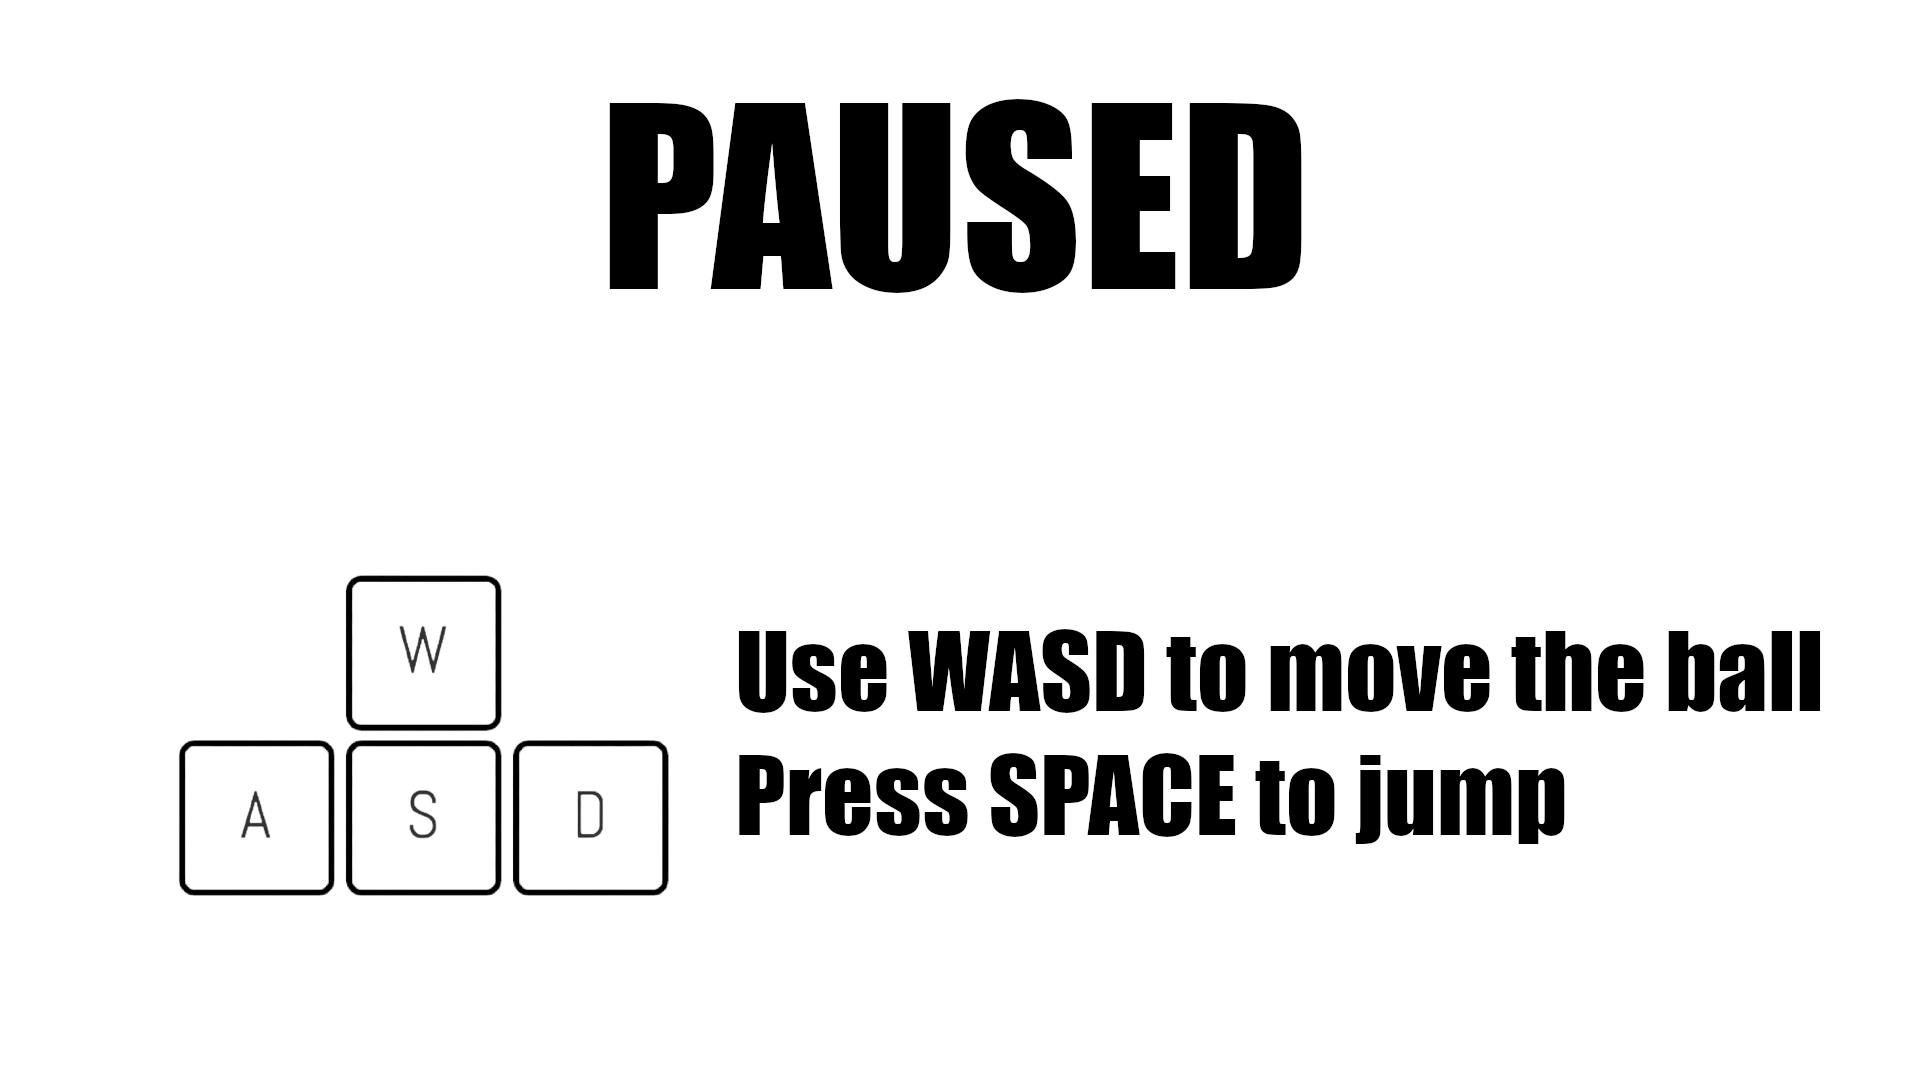 PAUSED
W
A S D
Use WASD to move the ball
Press SPACE to jump